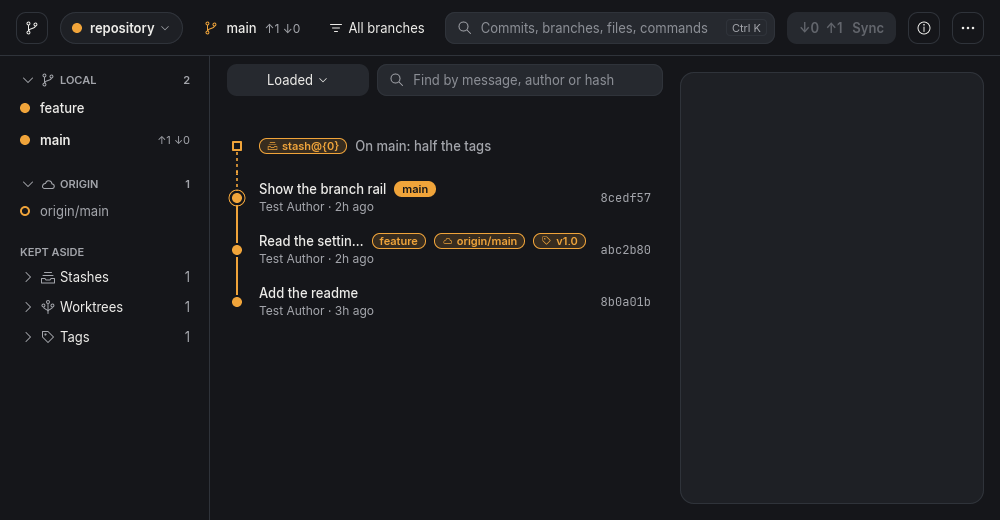 repository main ↑1 ↓0 All branches Commits, branches, files, commands Ctrl K ↓0 ↑1 Sync
LOCAL 2
feature
main ↑1 ↓0
ORIGIN 1
origin/main
KEPT ASIDE
Stashes 1
Worktrees 1
Tags 1
Loaded Find by message, author or hash
stash@{0} On main: half the tags
Show the branch rail main
Test Author · 2h ago 8cedf57
Read the settin... feature origin/main v1.0
Test Author · 2h ago abc2b80
Add the readme
Test Author · 3h ago 8b0a01b